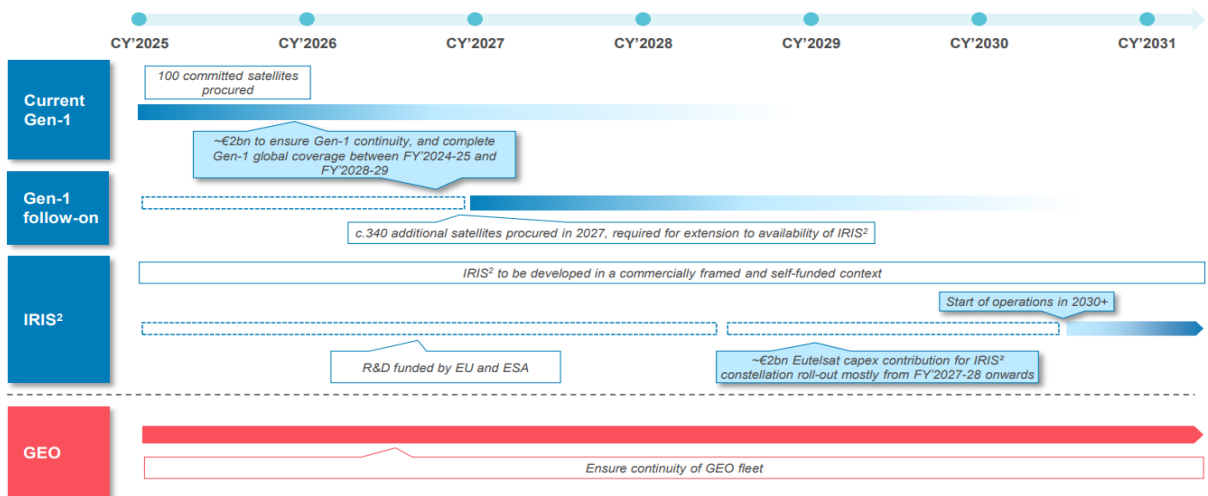 CY'2025 CY'2026 CY'2027 CY'2028 CY'2029 CY'2030 CY'2031
Current
Gen-1
100 committed satellites
procured
~€2bn to ensure Gen-1 continuity, and complete
Gen-1 global coverage between FY'2024-25 and
FY'2028-29
Gen-1
follow-on
c.340 additional satellites procured in 2027, required for extension to availability of IRIS²
IRIS²
IRIS² to be developed in a commercially framed and self-funded context
Start of operations in 2030+
R&D funded by EU and ESA
~€2bn Eutelsat capex contribution for IRIS²
constellation roll-out mostly from FY'2027-28 onwards
GEO
Ensure continuity of GEO fleet